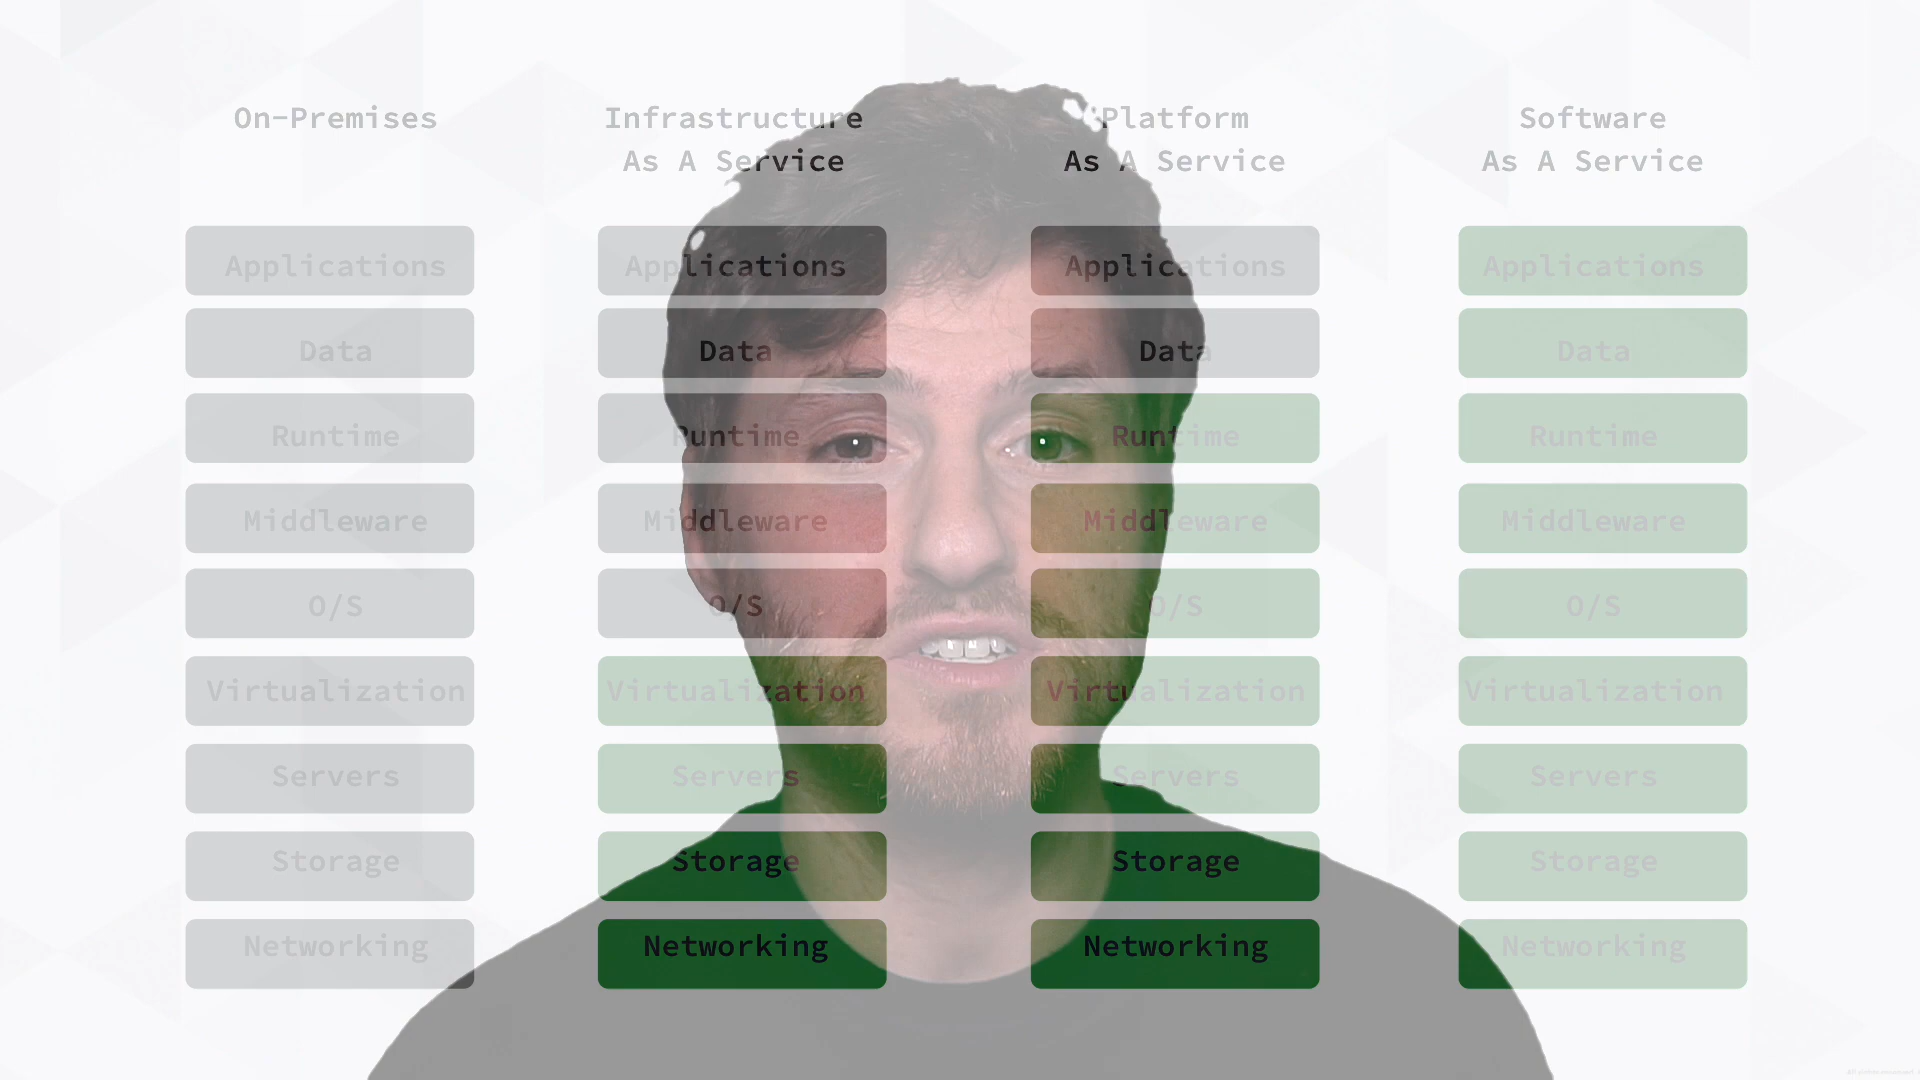 On-Premises
Infrastructure
As A Service
Platform
As A Service
Software
As A Service
Applications
Applications
Applications
Applications
Data
Data
Data
Data
Runtime
Runtime
Runtime
Runtime
Middleware
Middleware
Middleware
Middleware
O/S
O/S
O/S
O/S
Virtualization
Virtualization
Virtualization
Virtualization
Servers
Servers
Servers
Servers
Storage
Storage
Storage
Storage
Networking
Networking
Networking
Networking